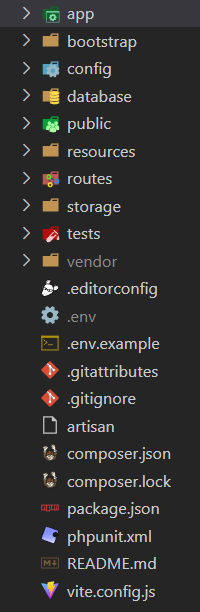 app
bootstrap
config
database
public
resources
routes
storage
tests
vendor
.editorconfig
.env
.env.example
.gitattributes
.gitignore
artisan
composer.json
composer.lock
package.json
phpunit.xml
README.md
vite.config.js